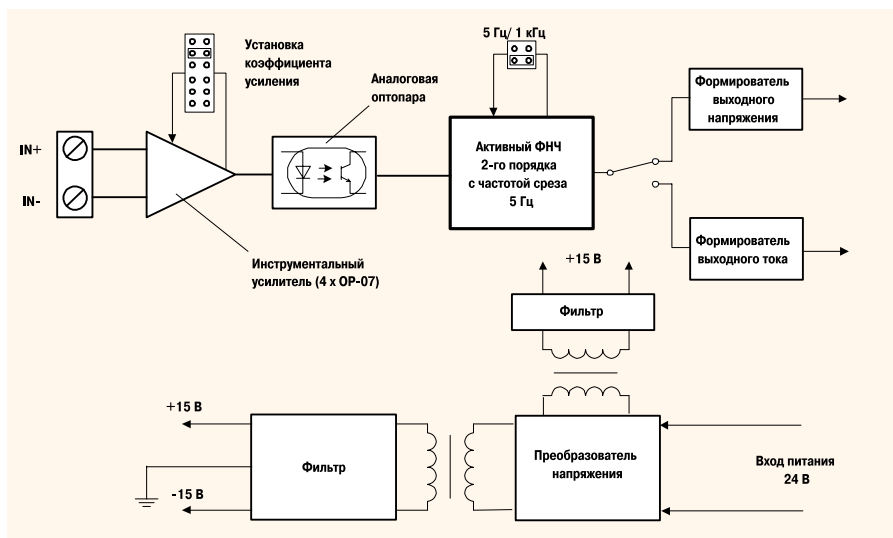 Установка
коэффициента
усиления
5 Гц/ 1 кГц
Аналоговая
оптопара
IN+
IN-
Активный ФНЧ
2-го порядка
с частотой среза
5 Гц
Формирователь
выходного
напряжения
Формирователь
выходного тока
Инструментальный
усилитель (4 x OP-07)
+15 В
Фильтр
+15 В
Фильтр
-15 В
Преобразователь
напряжения
Вход питания
24 В